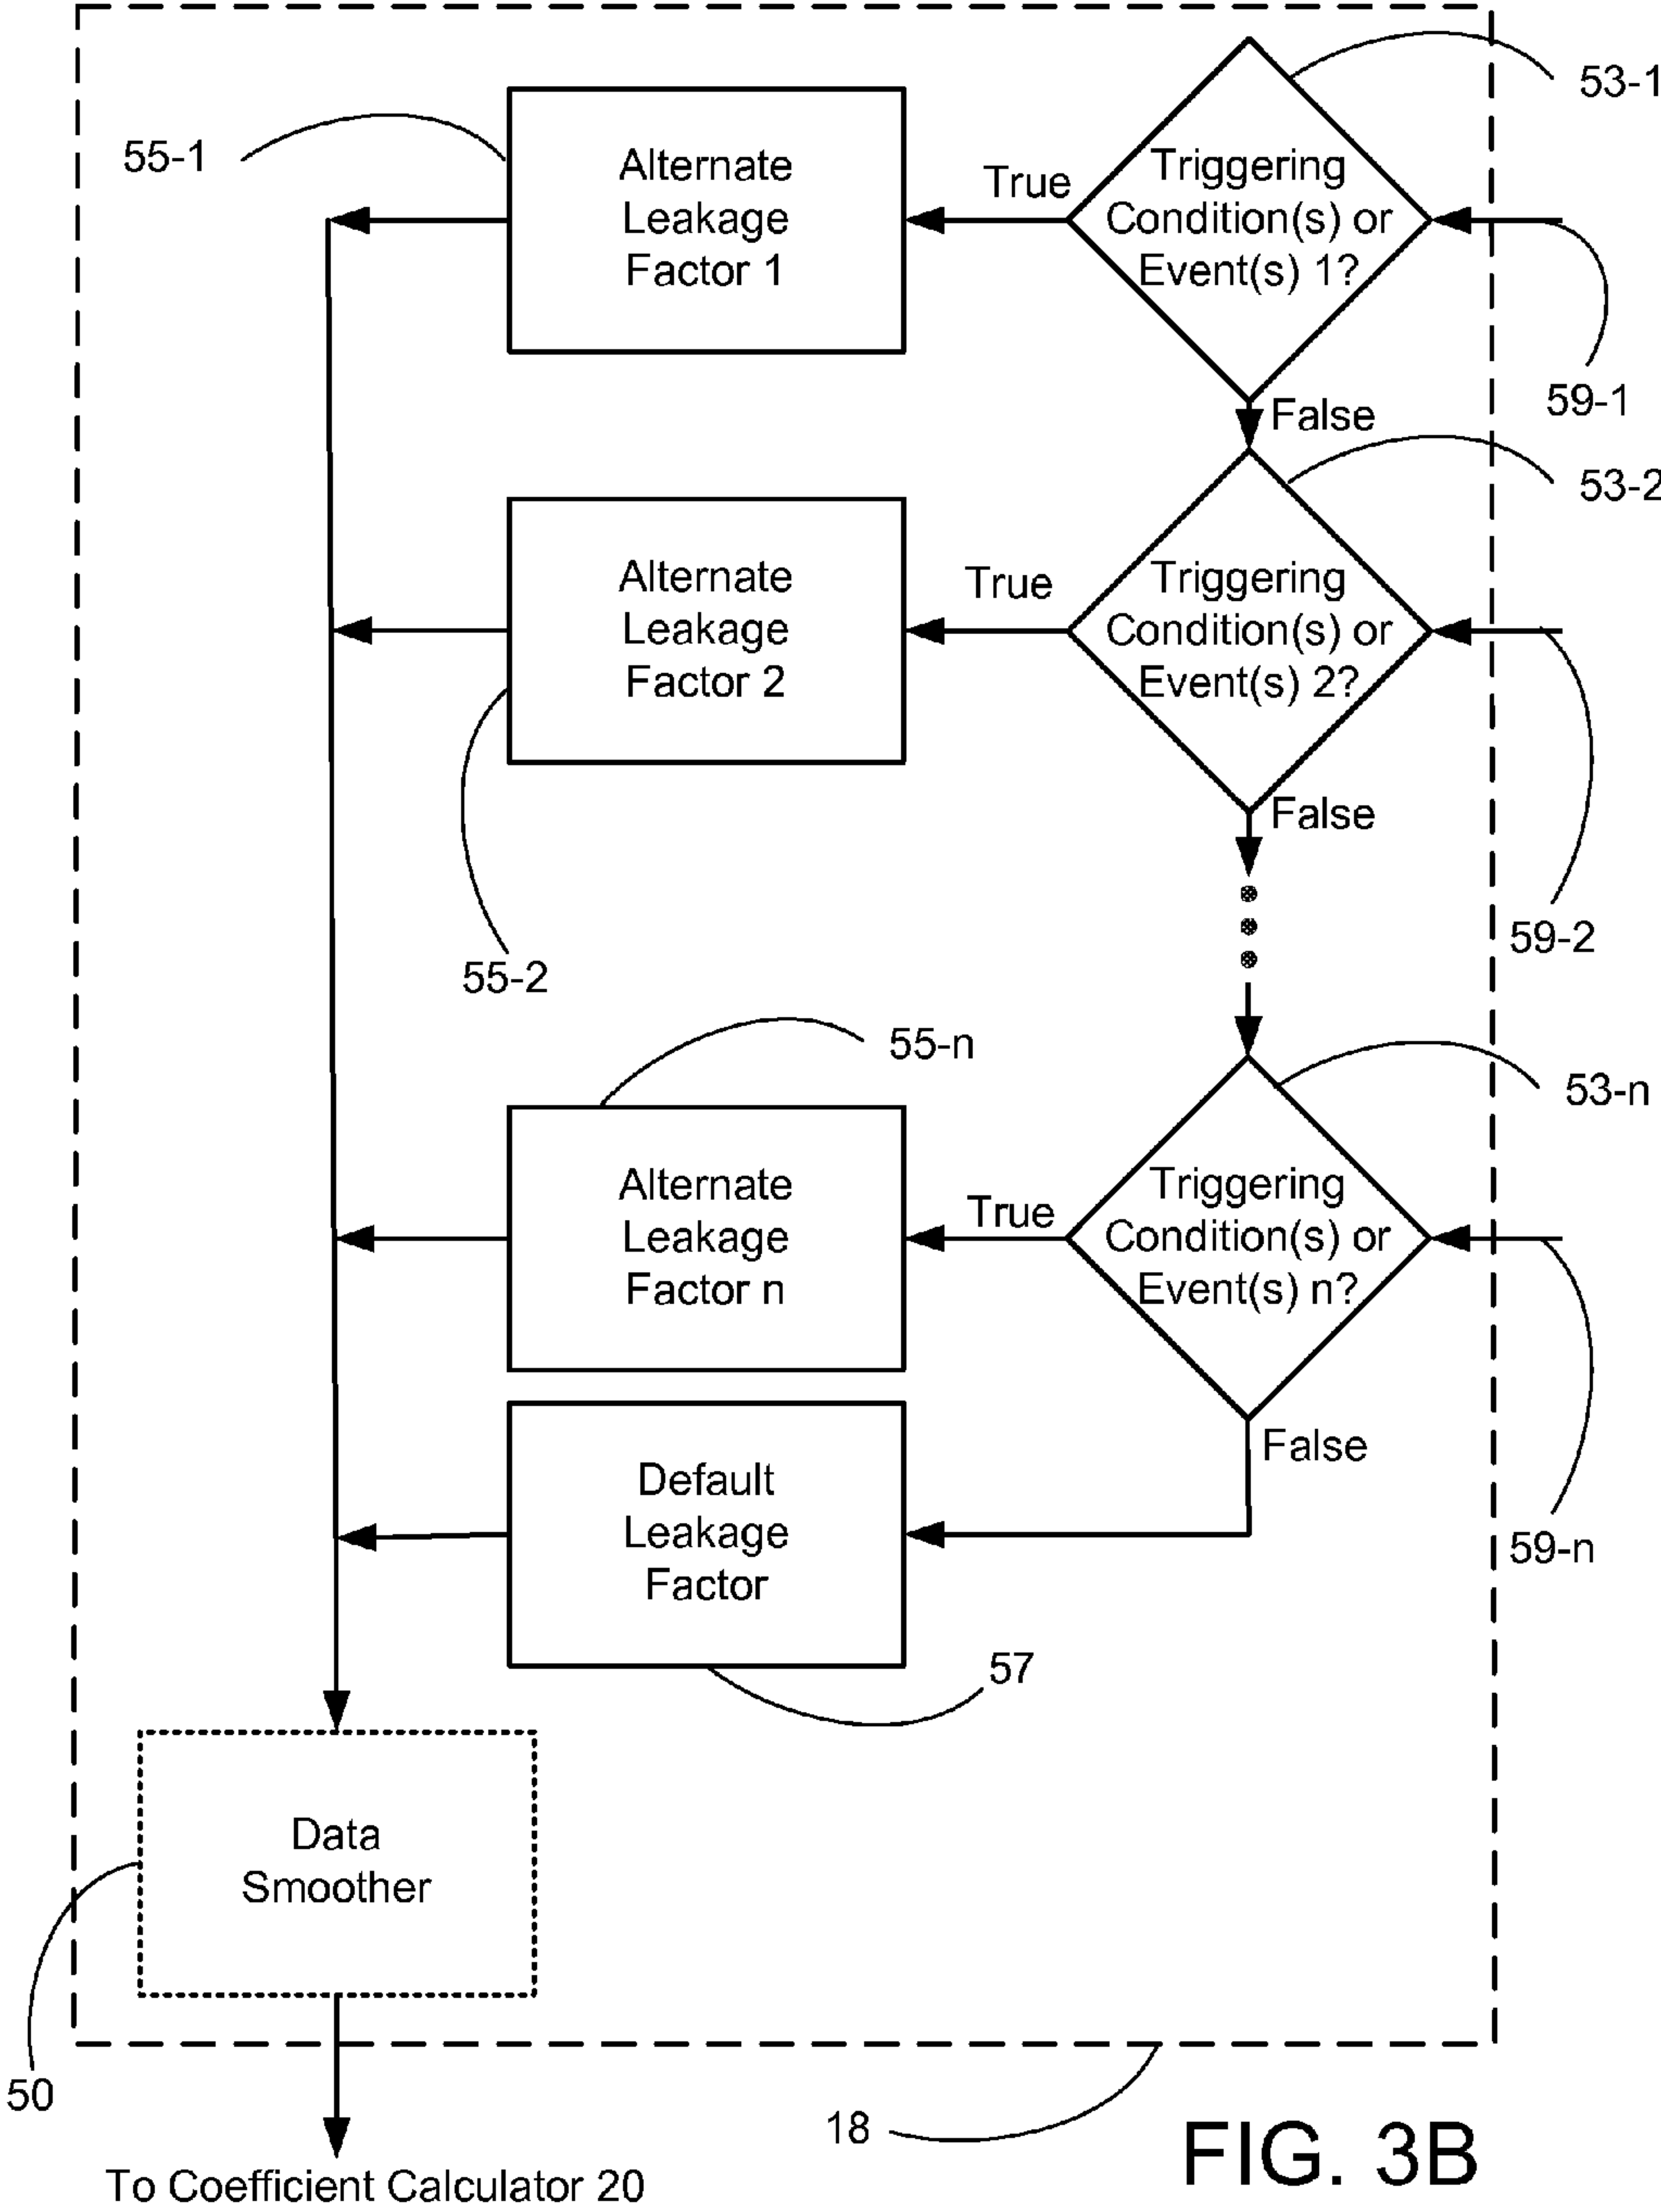 53-1
55-1
Alternate
Leakage
Factor 1
True
Triggering
Condition(s) or
Event(s) 1?
59-1
False
53-2
Alternate
Leakage
Factor 2
True
Triggering
Condition(s) or
Event(s) 2?
False
59-2
55-2
55-n
53-n
Alternate
Leakage
Factor n
True
Triggering
Condition(s) or
Event(s) n?
False
59-n
Default
Leakage
Factor
57
Data
Smoother
50
18
FIG. 3B
To Coefficient Calculator 20